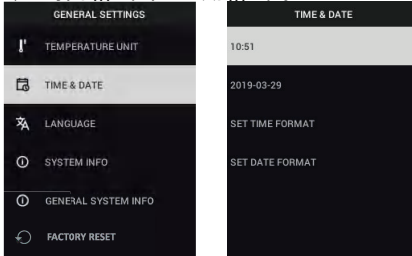 GENERAL SETTINGS
TEMPERATURE UNIT
TIME & DATE
LANGUAGE
SYSTEM INFO
GENERAL SYSTEM INFO
FACTORY RESET
TIME & DATE
10:51
2019-03-29
SET TIME FORMAT
SET DATE FORMAT